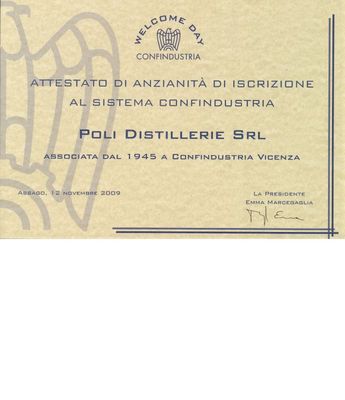 WELCOME DAY
CONFINDUSTRIA
ATTESTATO DI ANZIANITÀ DI ISCRIZIONE
AL SISTEMA CONFINDUSTRIA
POLI DISTILLERIE SRL
ASSOCIATA DAL 1945 A CONFINDUSTRIA VICENZA
ASSAGO, 12 NOVEMBRE 2009
LA PRESIDENTE
EMMA MARCEGAGLIA